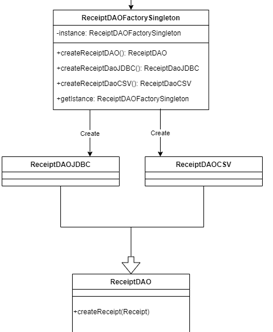 ReceiptDAOFactorySingleton
-instance: ReceiptDAOFactorySingleton
+createReceiptDAO(): ReceiptDAO
+createReceiptDaoJDBC(): ReceiptDaoJDBC
+createReceiptDaoCSV(): ReceiptDaoCSV
+getIstance: ReceiptDAOFactorySingleton
Create
Create
ReceiptDAOJDBC
ReceiptDAOCSV
ReceiptDAO
+createReceipt(Receipt)